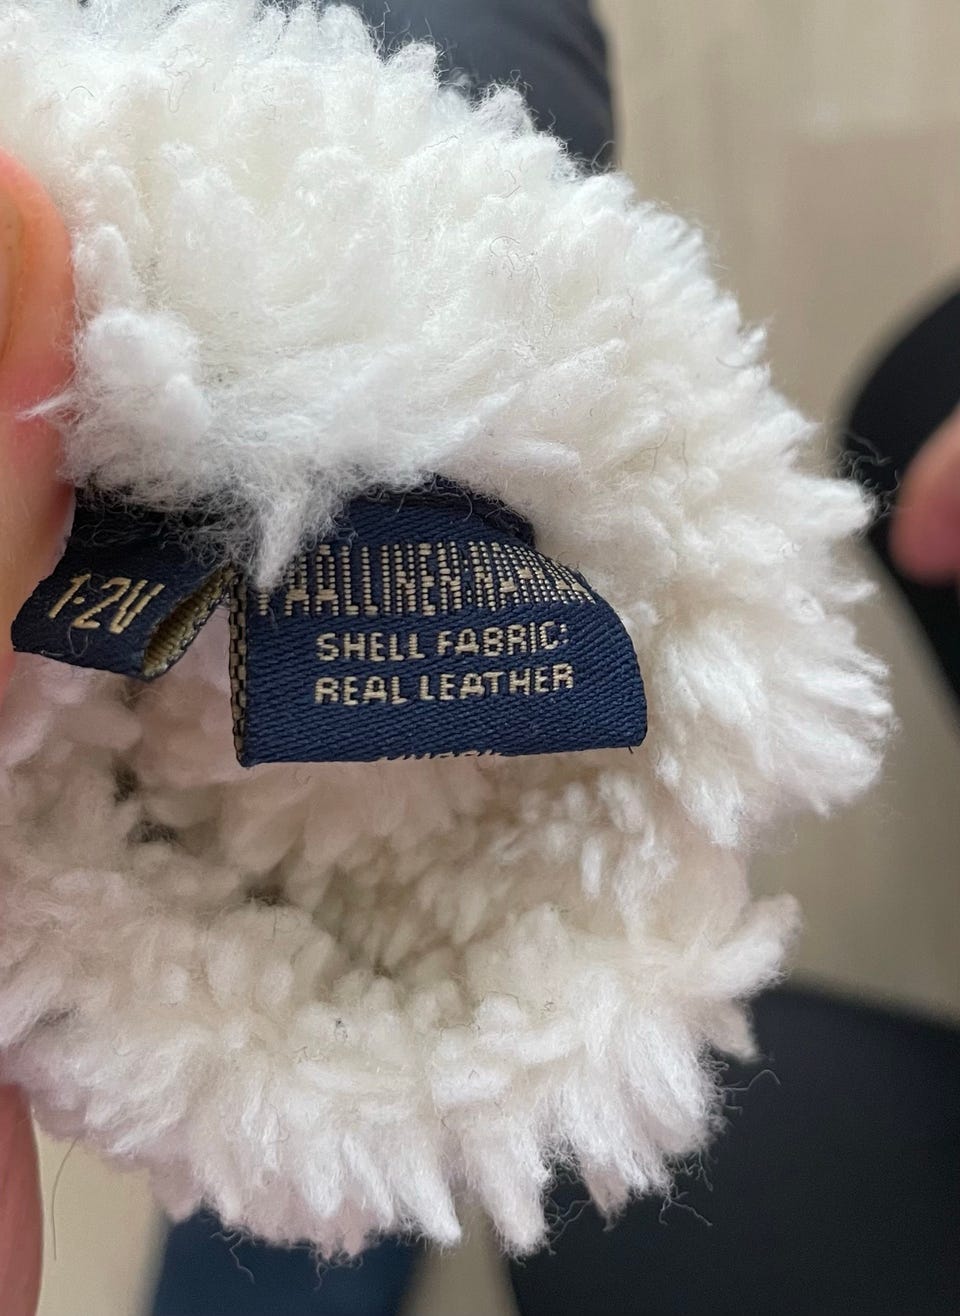 1-2V
SHELL FABRIC:
REAL LEATHER